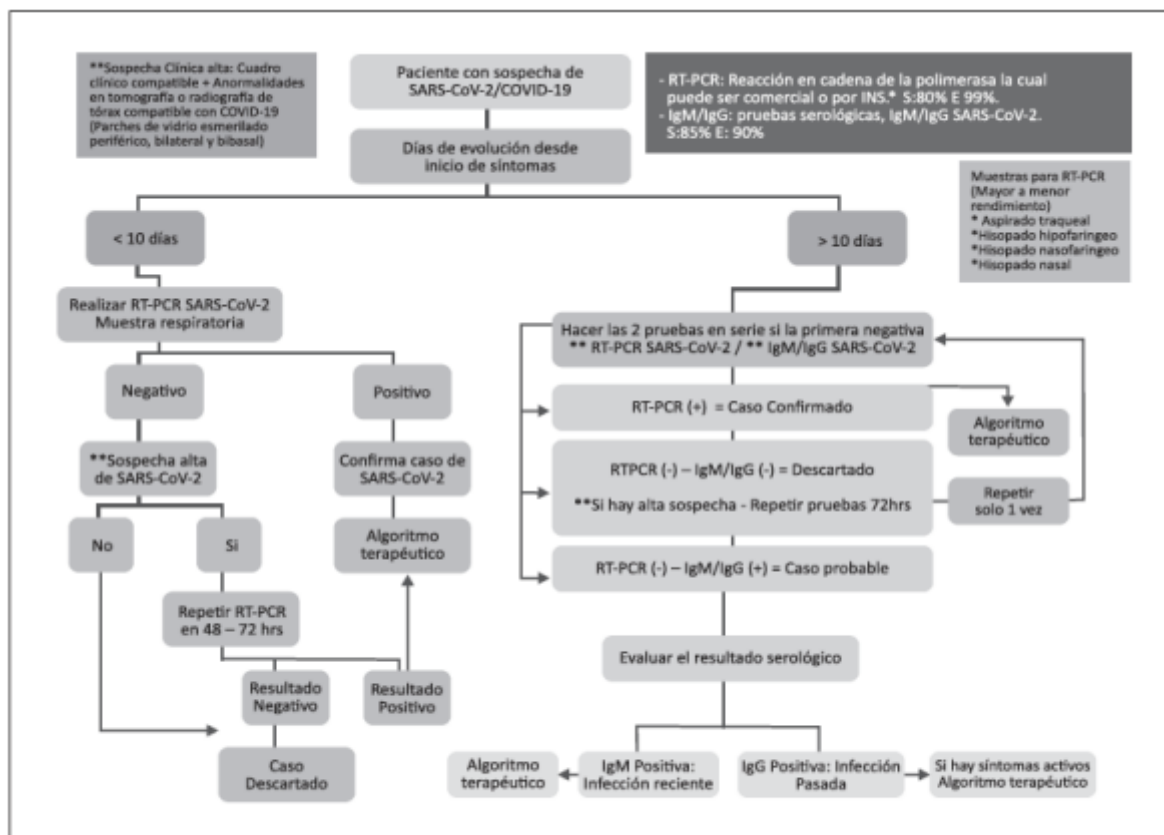 **Sospecha Clínica alta: Cuadro
clínico compatible + Anormalidades
en tomografía o radiografía de
tórax compatible con COVID-19
(Parches de vidrio esmerilado
periférico, bilateral y bibasal)
Paciente con sospecha de
SARS-CoV-2/COVID-19
- RT-PCR: Reacción en cadena de la polimerasa la cual
puede ser comercial o por INS.* S:80% E 99%.
- IgM/IgG: pruebas serológicas, IgM/IgG SARS-CoV-2.
S:85% E: 90%
Días de evolución desde
inicio de síntomas
Muestras para RT-PCR
(Mayor a menor
rendimiento)
* Aspirado traqueal
*Hisopado hipofaringeo
*Hisopado nasofaringeo
*Hisopado nasal
< 10 días
> 10 días
Realizar RT-PCR SARS-CoV-2
Muestra respiratoria
Negativo
Positivo
**Sospecha alta
de SARS-CoV-2
Confirma caso de
SARS-CoV-2
No
Si
Algoritmo
terapéutico
Repetir RT-PCR
en 48 – 72 hrs
Resultado
Negativo
Resultado
Positivo
Caso
Descartado
Hacer las 2 pruebas en serie si la primera negativa
** RT-PCR SARS-CoV-2 / ** IgM/IgG SARS-CoV-2
RT-PCR (+) = Caso Confirmado
Algoritmo
terapéutico
RTPCR (-) – IgM/IgG (-) = Descartado
**Si hay alta sospecha - Repetir pruebas 72hrs
Repetir
solo 1 vez
RT-PCR (-) – IgM/IgG (+) = Caso probable
Evaluar el resultado serológico
Algoritmo
terapéutico
IgM Positiva:
Infección reciente
IgG Positiva: Infección
Pasada
Si hay síntomas activos
Algoritmo terapéutico